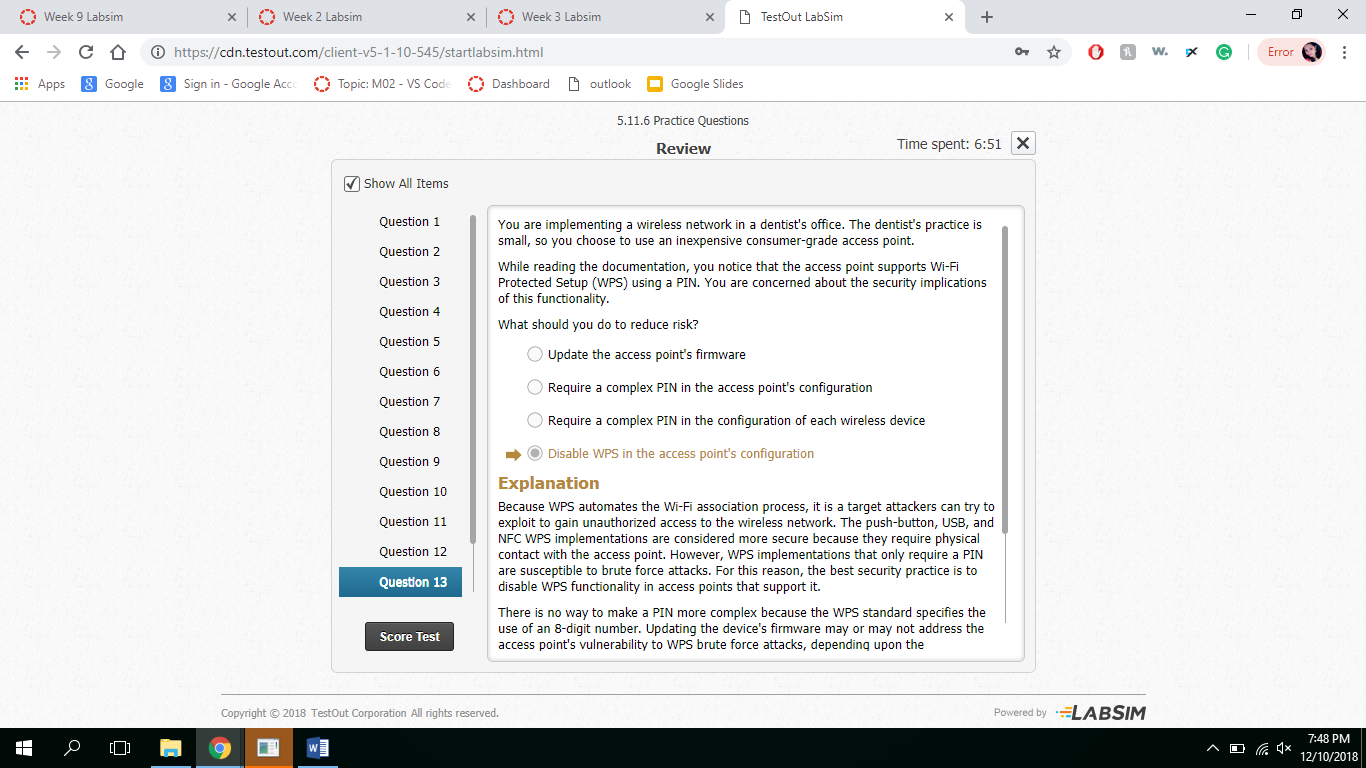 Week 9 Labsim
Week 2 Labsim
Week 3 Labsim
TestOut LabSim
https://cdn.testout.com/client-v5-1-10-545/startlabsim.html
Error
Apps
Google
Sign in - Google Acc
Topic: M02 - VS Code
Dashboard
outlook
Google Slides
5.11.6 Practice Questions
Review
Time spent: 6:51
Show All Items
Question 1
Question 2
Question 3
Question 4
Question 5
Question 6
Question 7
Question 8
Question 9
Question 10
Question 11
Question 12
Question 13
Score Test
You are implementing a wireless network in a dentist's office. The dentist's practice is
small, so you choose to use an inexpensive consumer-grade access point.
While reading the documentation, you notice that the access point supports Wi-Fi
Protected Setup (WPS) using a PIN. You are concerned about the security implications
of this functionality.
What should you do to reduce risk?
Update the access point's firmware
Require a complex PIN in the access point's configuration
Require a complex PIN in the configuration of each wireless device
Disable WPS in the access point's configuration
Explanation
Because WPS automates the Wi-Fi association process, it is a target attackers can try to
exploit to gain unauthorized access to the wireless network. The push-button, USB, and
NFC WPS implementations are considered more secure because they require physical
contact with the access point. However, WPS implementations that only require a PIN
are susceptible to brute force attacks. For this reason, the best security practice is to
disable WPS functionality in access points that support it.
There is no way to make a PIN more complex because the WPS standard specifies the
use of an 8-digit number. Updating the device's firmware may or may not address the
access point's vulnerability to WPS brute force attacks, depending upon the
Copyright © 2018 TestOut Corporation All rights reserved.
Powered by LABSIM
7:48 PM
12/10/2018